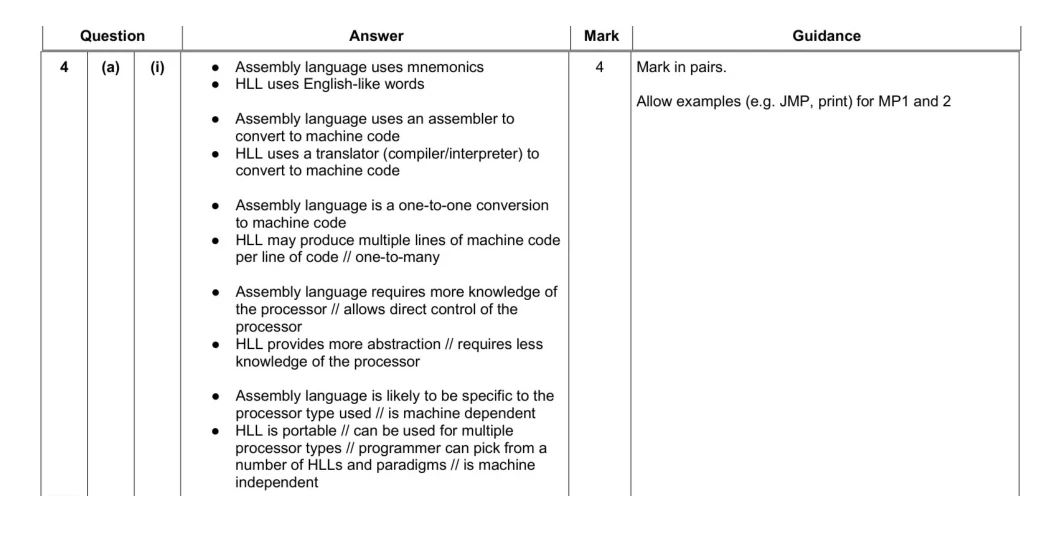 Question Answer Mark Guidance
4 (a) (i) ● Assembly language uses mnemonics 4 Mark in pairs.
● HLL uses English-like words
Allow examples (e.g. JMP, print) for MP1 and 2
● Assembly language uses an assembler to
convert to machine code
● HLL uses a translator (compiler/interpreter) to
convert to machine code
● Assembly language is a one-to-one conversion
to machine code
● HLL may produce multiple lines of machine code
per line of code // one-to-many
● Assembly language requires more knowledge of
the processor // allows direct control of the
processor
● HLL provides more abstraction // requires less
knowledge of the processor
● Assembly language is likely to be specific to the
processor type used // is machine dependent
● HLL is portable // can be used for multiple
processor types // programmer can pick from a
number of HLLs and paradigms // is machine
independent